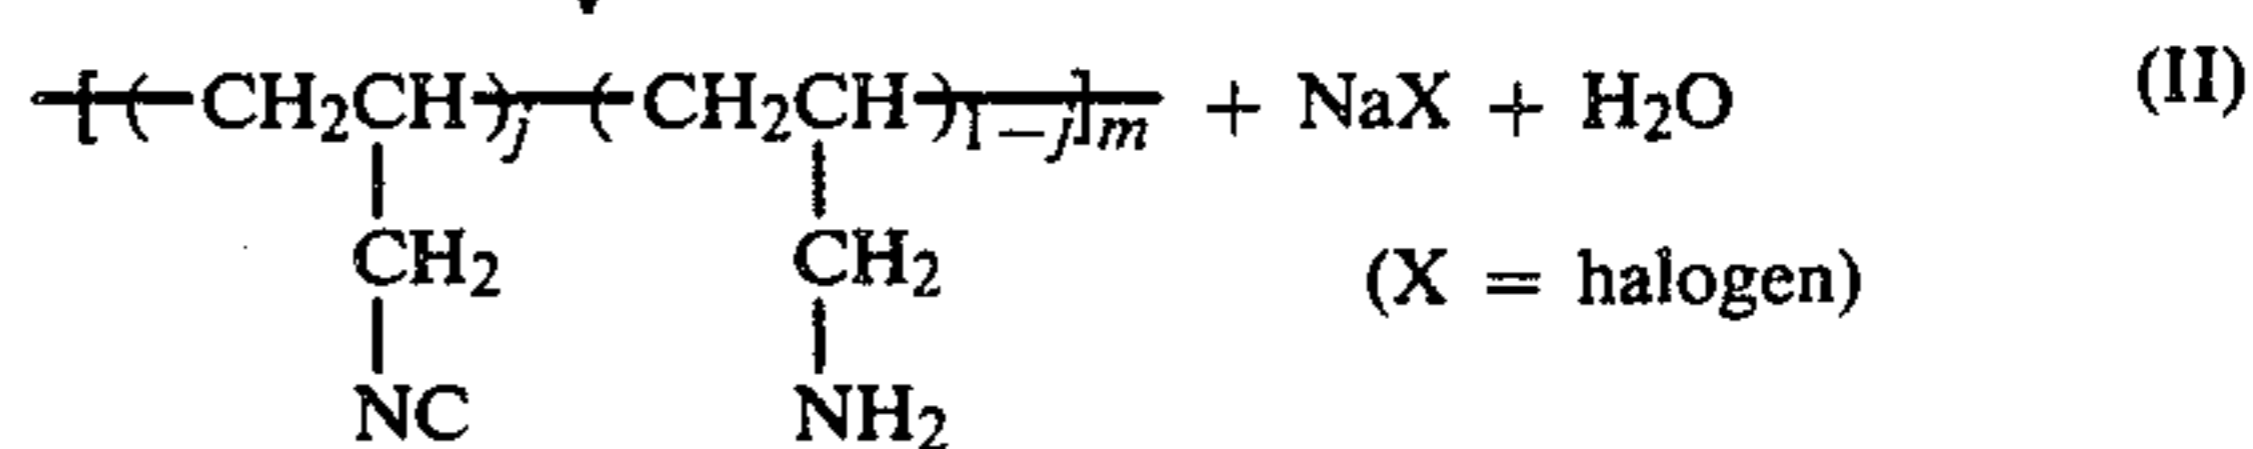 -[-(-CH₂CH-)j-(-CH₂CH-)1-j-]m- + NaX + H₂O (II)
CH₂ CH₂ (X = halogen)
NC NH₂